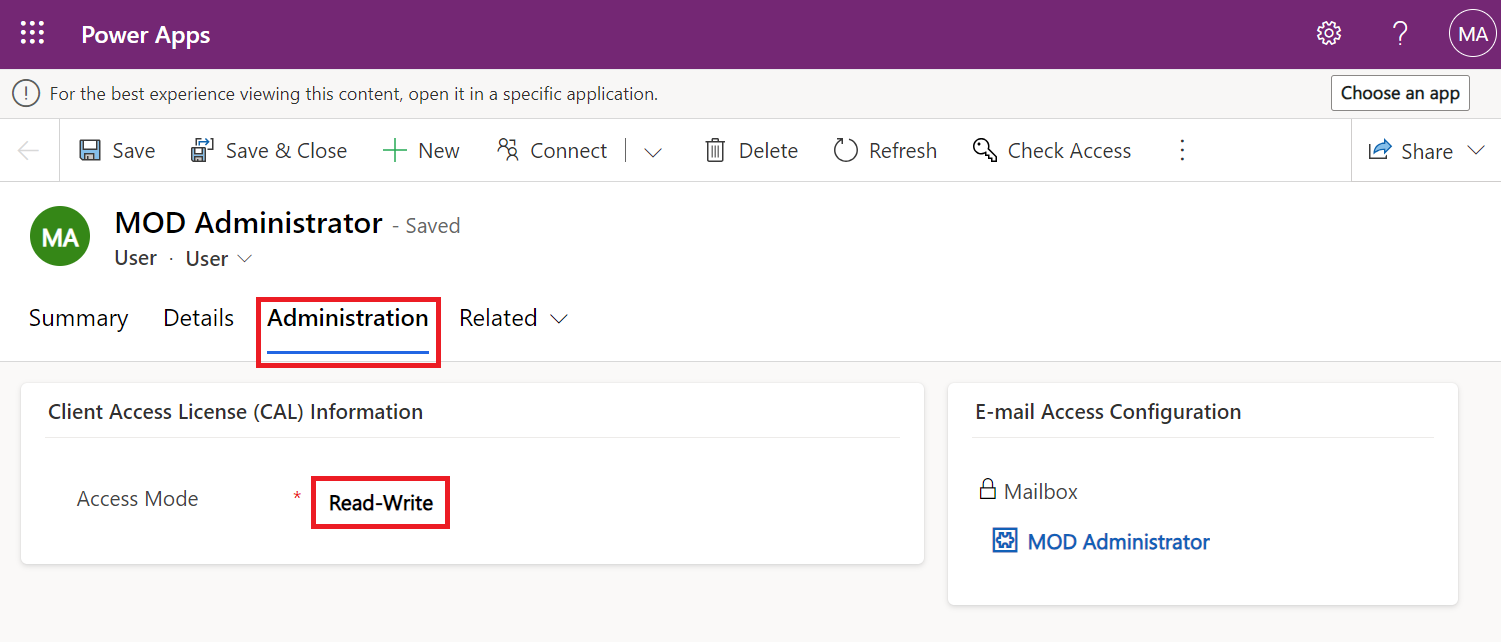 Power Apps
MA
For the best experience viewing this content, open it in a specific application.
Choose an app
Save
Save & Close
New
Connect
Delete
Refresh
Check Access
Share
MA
MOD Administrator - Saved
User · User
Summary
Details
Administration
Related
Client Access License (CAL) Information
Access Mode * Read-Write
E-mail Access Configuration
Mailbox
MOD Administrator